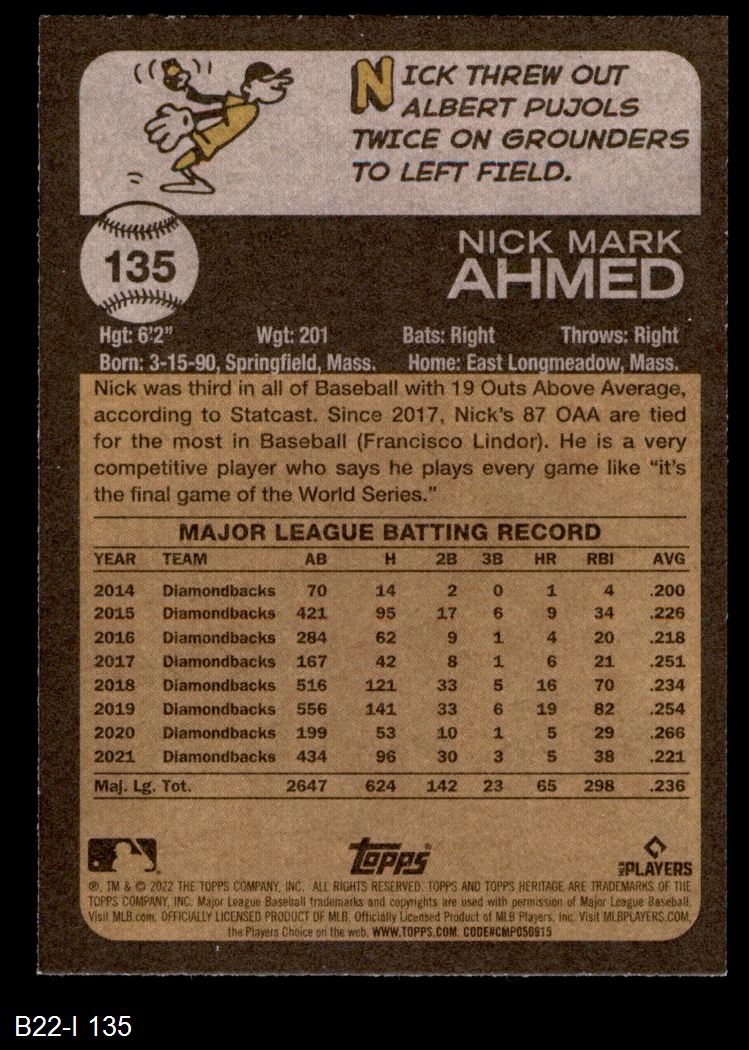 NICK THREW OUT
ALBERT PUJOLS
TWICE ON GROUNDERS
TO LEFT FIELD.
135
NICK MARK
AHMED
Hgt: 6'2" Wgt: 201 Bats: Right Throws: Right
Born: 3-15-90, Springfield, Mass. Home: East Longmeadow, Mass.
Nick was third in all of Baseball with 19 Outs Above Average,
according to Statcast. Since 2017, Nick's 87 OAA are tied
for the most in Baseball (Francisco Lindor). He is a very
competitive player who says he plays every game like "it's
the final game of the World Series."
MAJOR LEAGUE BATTING RECORD
YEAR TEAM AB H 2B 3B HR RBI AVG
2014 Diamondbacks 70 14 2 0 1 4 .200
2015 Diamondbacks 421 95 17 6 9 34 .226
2016 Diamondbacks 284 62 9 1 4 20 .218
2017 Diamondbacks 167 42 8 1 6 21 .251
2018 Diamondbacks 516 121 33 5 16 70 .234
2019 Diamondbacks 556 141 33 6 19 82 .254
2020 Diamondbacks 199 53 10 1 5 29 .266
2021 Diamondbacks 434 96 30 3 5 38 .221
Maj. Lg. Tot. 2647 624 142 23 65 298 .236
Topps® MLB PLAYERS
®, TM & © 2022 THE TOPPS COMPANY, INC. ALL RIGHTS RESERVED. TOPPS AND TOPPS HERITAGE ARE TRADEMARKS OF THE
TOPPS COMPANY, INC. Major League Baseball trademarks and copyrights are used with permission of Major League Baseball.
Visit MLB.com. OFFICIALLY LICENSED PRODUCT OF MLB. Officially Licensed Product of MLB Players, Inc. Visit MLBPLAYERS.COM,
the Players Choice on the web. WWW.TOPPS.COM. CODE#CMP050915
B22-I 135